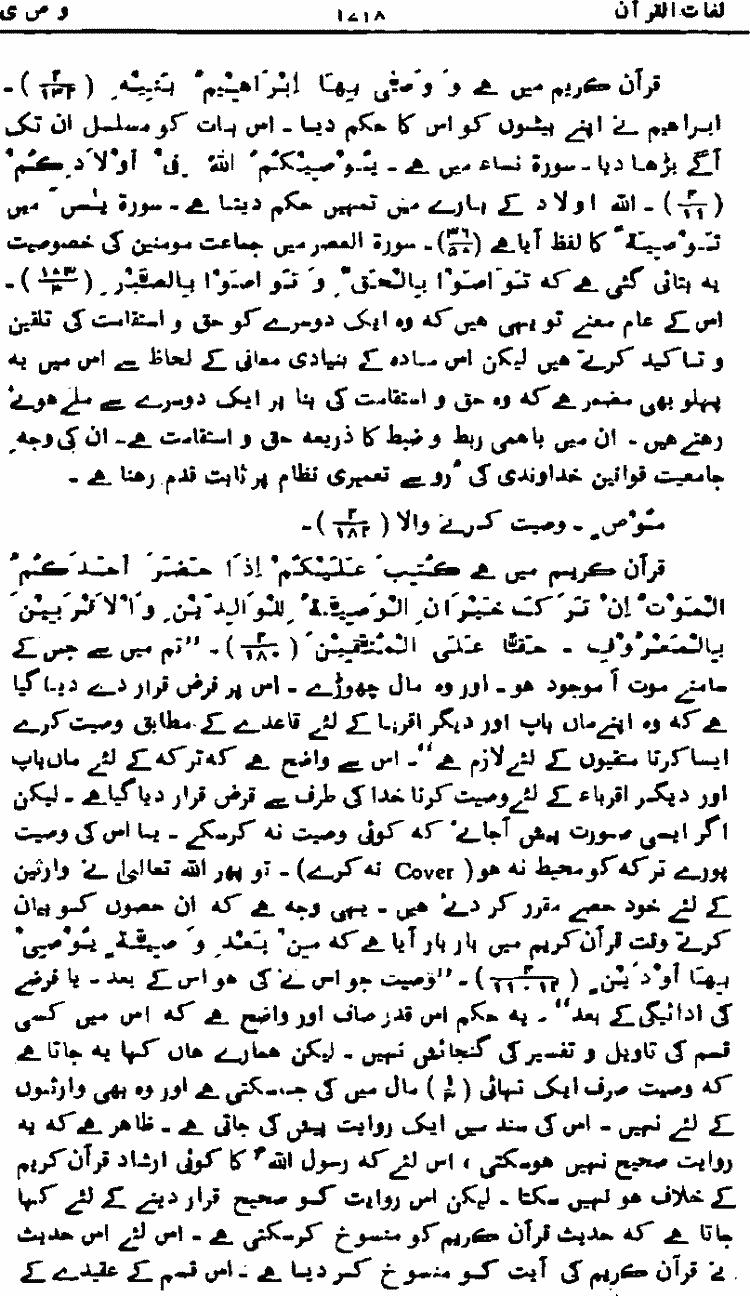 لغات القرآن ۱۷۱۸ و ص ی
قرآن کریم میں ہے وَ وَصّٰی بِهَا اِبْرَاهِیْمُ بَنِیْهِ (۲/۱۳۲) ۔
ابراهیم نے اپنے بیٹوں کو اس کا حکم دیا ۔ اس بات کو مسلسل ان تک
آگے بڑھا دیا ۔ سورۃ نساء میں ہے ۔ یُوْصِیْکُمُ اللهُ فِیْ اَوْلَادِکُمْ
(۴/۱۱) ۔ الله اولاد کے بارے میں تمہیں حکم دیتا ہے ۔ سورۃ یٰس میں
تَوْصِیَةً کا لفظ آیا ہے (۳۶/۵۰) ۔ سورۃ العصر میں جماعت مومنین کی خصوصیت
یہ بتائی گئی ہے کہ تَوَاصَوْا بِالْحَقِّ وَ تَوَاصَوْا بِالصَّبْرِ (۱۰۳/۳) ۔
اس کے عام معنے تو یہی ہیں کہ وہ ایک دوسرے کو حق و استقامت کی تلقین
و تاکید کرتے ہیں لیکن اس مادہ کے بنیادی معانی کے لحاظ سے اس میں یہ
پہلو بھی مضمر ہے کہ وہ حق و استقامت کی بنا پر ایک دوسرے سے ملے ہوئے
رہتے ہیں ۔ ان میں باہمی ربط و ضبط کا ذریعہ حق و استقامت ہے ۔ ان کی وجہِ
جامعیت قوانین خداوندی کی رُو سے تعمیری نظام پر ثابت قدم رہنا ہے ۔
مُوْصٍ ۔ وصیت کرنے والا (۲/۱۸۲) ۔
قرآن کریم میں ہے کُتِبَ عَلَیْکُمْ اِذَا حَضَرَ اَحَدَکُمُ
الْمَوْتُ اِنْ تَرَکَ خَیْرَانِ الْوَصِیَّةُ لِلْوَالِدَیْنِ وَالْاَقْرَبِیْنَ
بِالْمَعْرُوْفِ ۔ حَقًّا عَلَی الْمُتَّقِیْنَ (۲/۱۸۰) ۔ ”تم میں سے جس کے
سامنے موت آ موجود ہو ۔ اور وہ مال چھوڑے ۔ اس پر فرض قرار دے دیا گیا
ہے کہ وہ اپنے ماں باپ اور دیگر اقربا کے لئے قاعدے کے مطابق وصیت کرے
ایسا کرنا متقیوں کے لئے لازم ہے“ ۔ اس سے واضح ہے کہ ترکہ کے لئے ماں باپ
اور دیگر اقرباء کے لئے وصیت کرنا خدا کی طرف سے فرض قرار دیا گیا ہے ۔ لیکن
اگر ایسی صورت پیش آجائے کہ کوئی وصیت نہ کرسکے ۔ یا اس کی وصیت
پورے ترکہ کو محیط نہ ہو (Cover نہ کرے) ۔ تو پھر الله تعالیٰ نے وارثین
کے لئے خود حصے مقرر کر دئے ہیں ۔ یہی وجہ ہے کہ ان حصوں کو بیان
کرتے وقت قرآن کریم میں بار بار آیا ہے کہ مِنْ بَعْدِ وَصِیَّةٍ یُوْصِیْ
بِهَا اَوْدَیْنٍ (۴/۱۱۰۱۲) ۔ ”وصیت جو اس نے کی ہو اس کے بعد ۔ یا قرضے
کی ادائیگی کے بعد“ ۔ یہ حکم اس قدر صاف اور واضح ہے کہ اس میں کسی
قسم کی تاویل و تفسیر کی گنجائش نہیں ۔ لیکن ہمارے ہاں کہا یہ جاتا ہے
کہ وصیت صرف ایک تہائی (۱/۳) مال میں کی جاسکتی ہے اور وہ بھی وارثوں
کے لئے نہیں ۔ اس کی سند میں ایک روایت پیش کی جاتی ہے ۔ ظاہر ہے کہ یہ
روایت صحیح نہیں ہوسکتی ، اس لئے کہ رسول اللهؐ کا کوئی ارشاد قرآن کریم
کے خلاف ہو نہیں سکتا ۔ لیکن اس روایت کو صحیح قرار دینے کے لئے کہا
جاتا ہے کہ حدیث قرآن کریم کو منسوخ کرسکتی ہے ۔ اس لئے اس حدیث
نے قرآن کریم کی آیت کو منسوخ کر دیا ہے ۔ اس قسم کے عقیدے کے